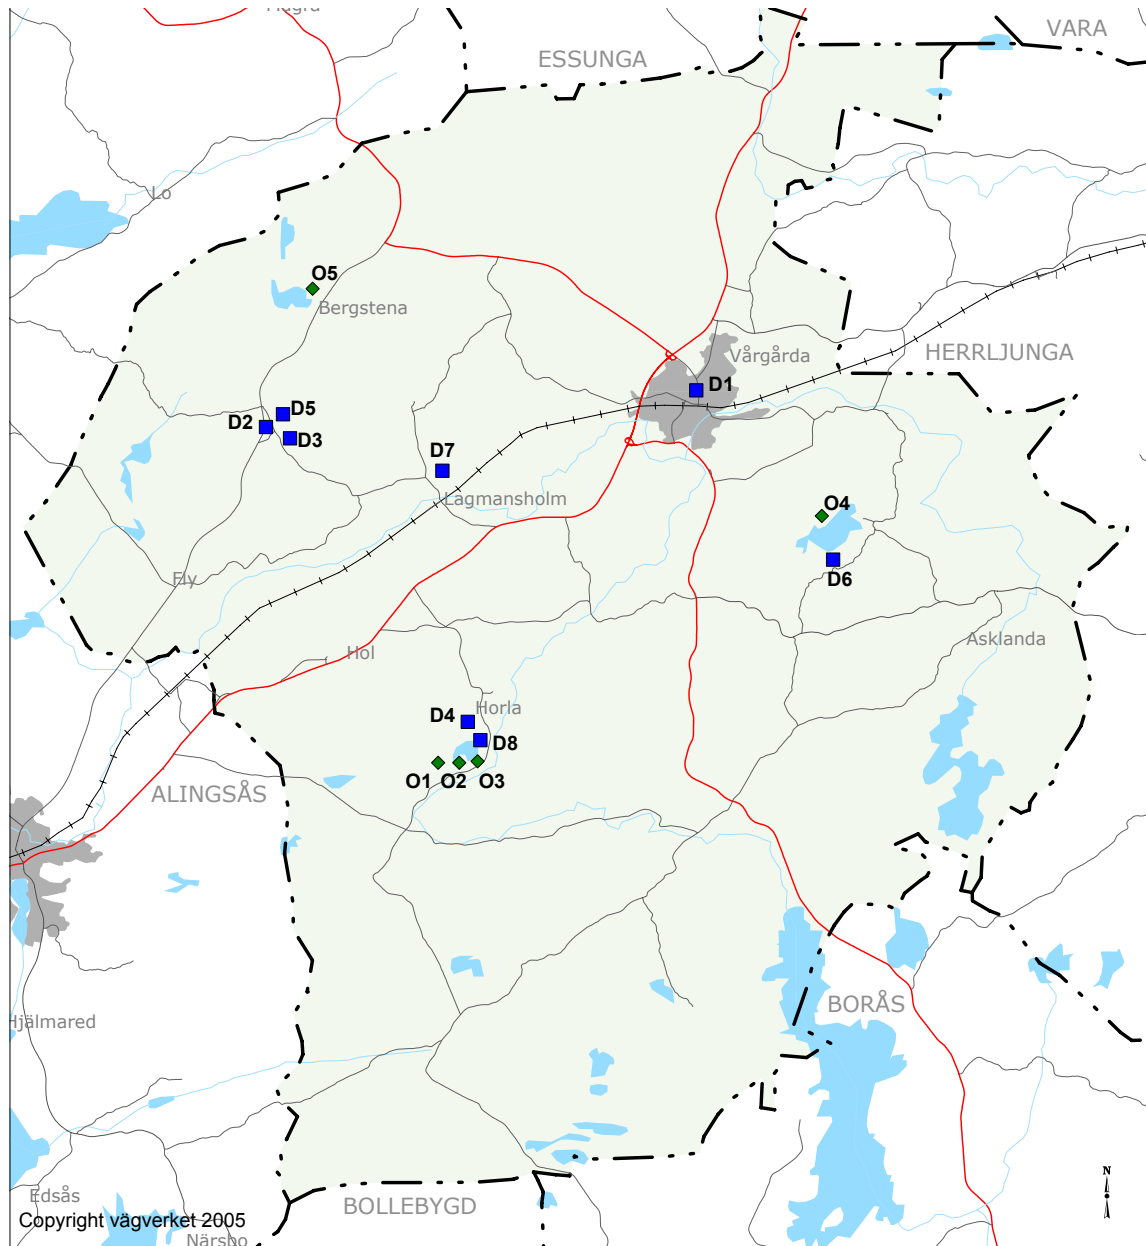 VARA
ESSUNGA
Lo
O5
Bergstena
HERRLJUNGA
Vårgårda
D1
D5
D2
D3
D7
Lagmansholm
O4
D6
Fly
Asklanda
Hol
D4
Horla
D8
O1
O2
O3
ALINGSÅS
BORÅS
Hjälmared
N
Edsås
BOLLEBYGD
Copyright vägverket 2005
Närsbo